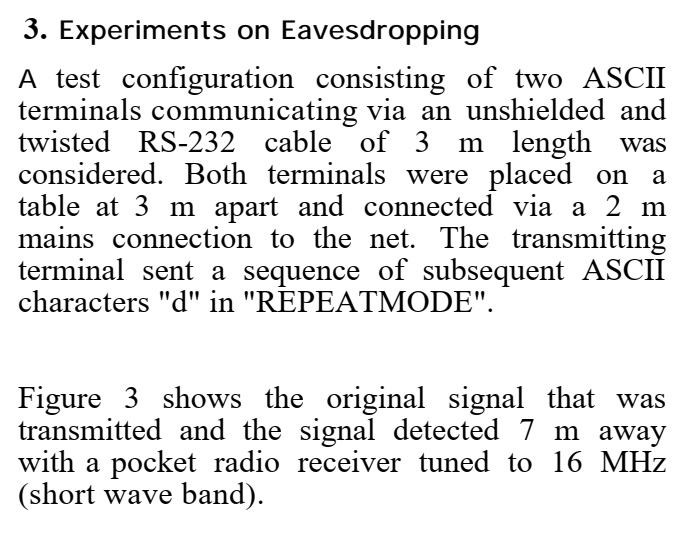 3. Experiments on Eavesdropping
A test configuration consisting of two ASCII
terminals communicating via an unshielded and
twisted RS-232 cable of 3 m length was
considered. Both terminals were placed on a
table at 3 m apart and connected via a 2 m
mains connection to the net. The transmitting
terminal sent a sequence of subsequent ASCII
characters "d" in "REPEATMODE".
Figure 3 shows the original signal that was
transmitted and the signal detected 7 m away
with a pocket radio receiver tuned to 16 MHz
(short wave band).